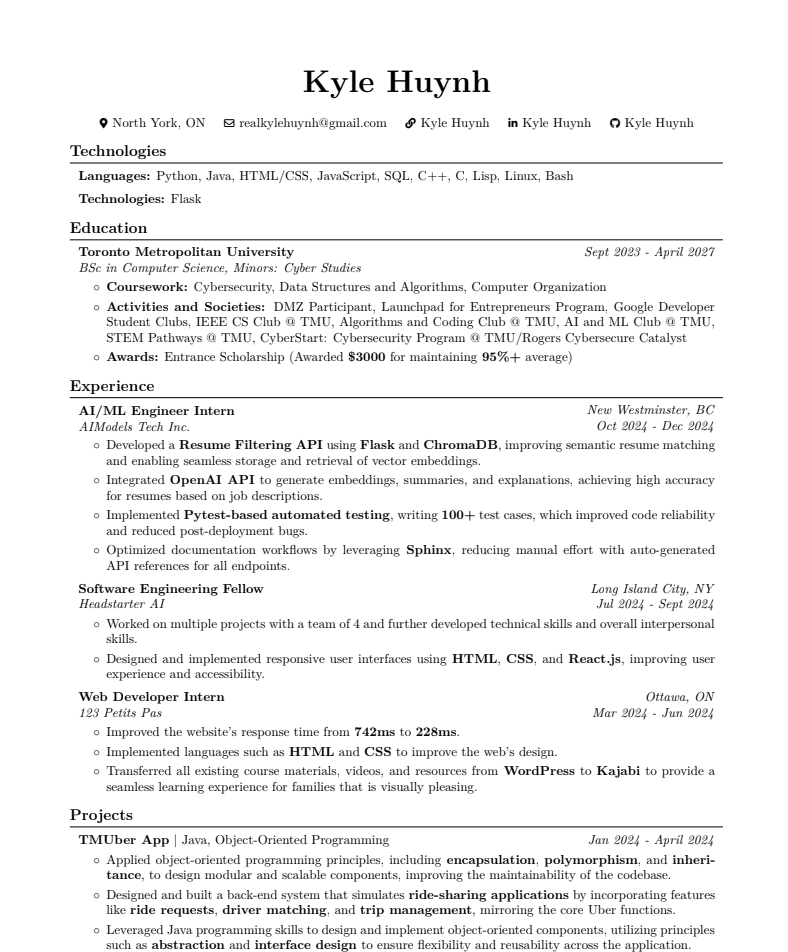 Kyle Huynh
North York, ON realkylehuynh@gmail.com Kyle Huynh Kyle Huynh Kyle Huynh
Technologies
Languages: Python, Java, HTML/CSS, JavaScript, SQL, C++, C, Lisp, Linux, Bash
Technologies: Flask
Education
Toronto Metropolitan University Sept 2023 - April 2027
BSc in Computer Science, Minors: Cyber Studies
◦ Coursework: Cybersecurity, Data Structures and Algorithms, Computer Organization
◦ Activities and Societies: DMZ Participant, Launchpad for Entrepreneurs Program, Google Developer
Student Clubs, IEEE CS Club @ TMU, Algorithms and Coding Club @ TMU, AI and ML Club @ TMU,
STEM Pathways @ TMU, CyberStart: Cybersecurity Program @ TMU/Rogers Cybersecure Catalyst
◦ Awards: Entrance Scholarship (Awarded $3000 for maintaining 95%+ average)
Experience
AI/ML Engineer Intern New Westminster, BC
AIModels Tech Inc. Oct 2024 - Dec 2024
◦ Developed a Resume Filtering API using Flask and ChromaDB, improving semantic resume matching
and enabling seamless storage and retrieval of vector embeddings.
◦ Integrated OpenAI API to generate embeddings, summaries, and explanations, achieving high accuracy
for resumes based on job descriptions.
◦ Implemented Pytest-based automated testing, writing 100+ test cases, which improved code reliability
and reduced post-deployment bugs.
◦ Optimized documentation workflows by leveraging Sphinx, reducing manual effort with auto-generated
API references for all endpoints.
Software Engineering Fellow Long Island City, NY
Headstarter AI Jul 2024 - Sept 2024
◦ Worked on multiple projects with a team of 4 and further developed technical skills and overall interpersonal
skills.
◦ Designed and implemented responsive user interfaces using HTML, CSS, and React.js, improving user
experience and accessibility.
Web Developer Intern Ottawa, ON
123 Petits Pas Mar 2024 - Jun 2024
◦ Improved the website's response time from 742ms to 228ms.
◦ Implemented languages such as HTML and CSS to improve the web's design.
◦ Transferred all existing course materials, videos, and resources from WordPress to Kajabi to provide a
seamless learning experience for families that is visually pleasing.
Projects
TMUber App | Java, Object-Oriented Programming Jan 2024 - April 2024
◦ Applied object-oriented programming principles, including encapsulation, polymorphism, and inheri-
tance, to design modular and scalable components, improving the maintainability of the codebase.
◦ Designed and built a back-end system that simulates ride-sharing applications by incorporating features
like ride requests, driver matching, and trip management, mirroring the core Uber functions.
◦ Leveraged Java programming skills to design and implement object-oriented components, utilizing principles
such as abstraction and interface design to ensure flexibility and reusability across the application.